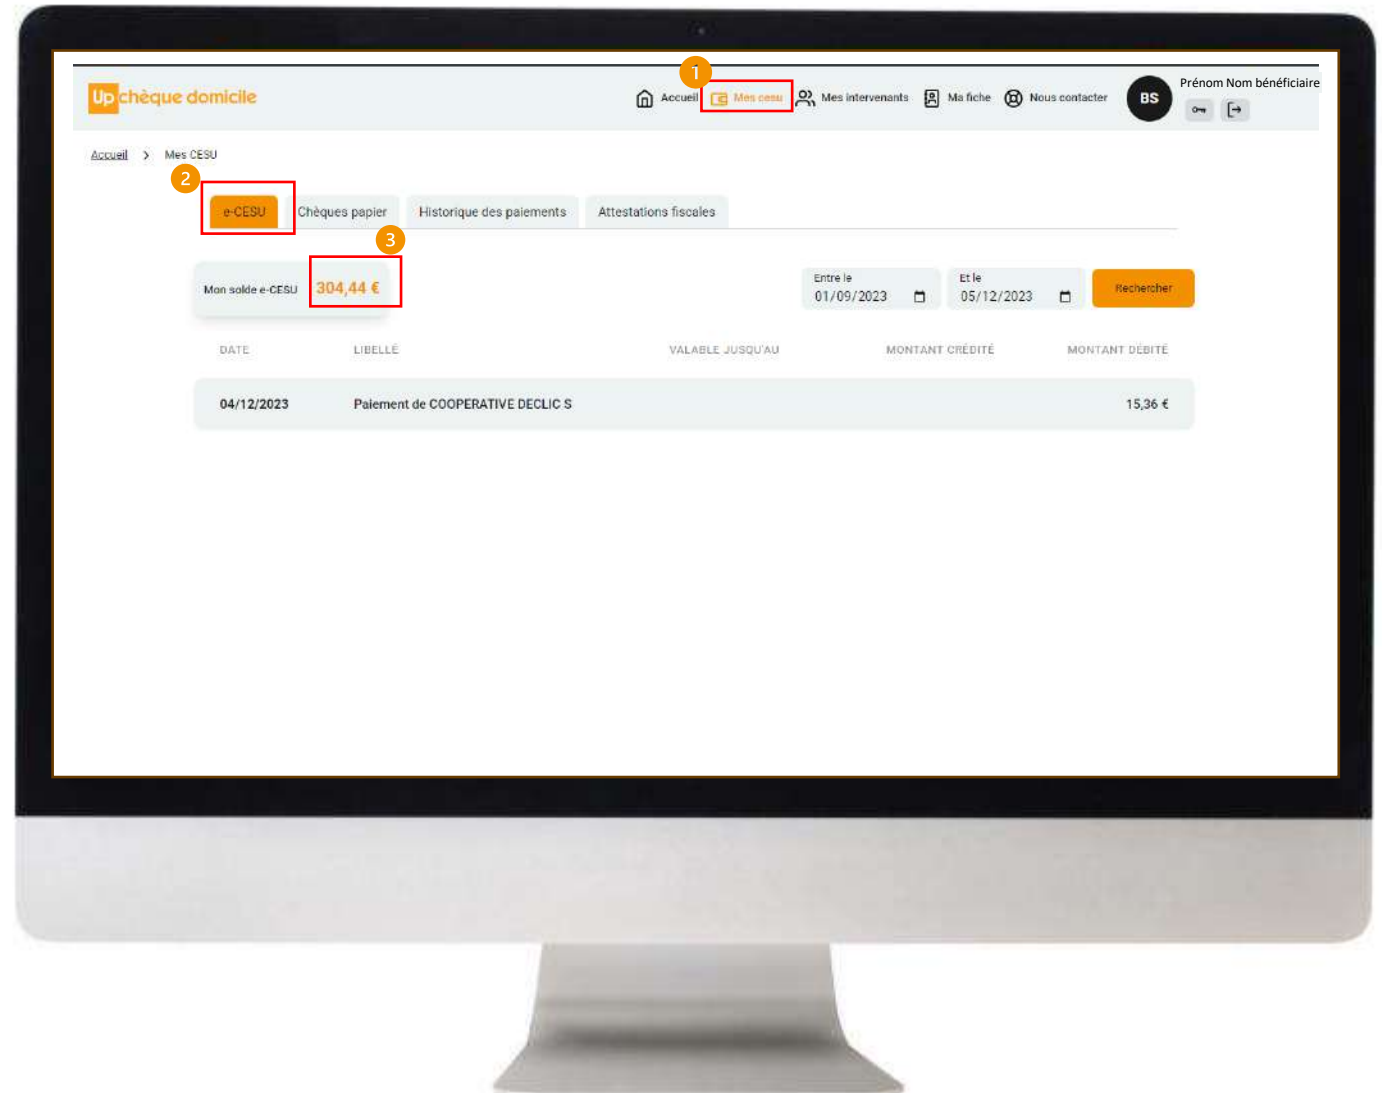 1
Up chèque domicile
Accueil
Mes cesu
Mes intervenants
Ma fiche
Nous contacter
BS
Prénom Nom bénéficiaire
Accueil > Mes CESU
2
e-CESU
Chèques papier
Historique des paiements
Attestations fiscales
3
Mon solde e-CESU 304,44 €
Entre le
01/09/2023
Et le
05/12/2023
Rechercher
DATE
LIBELLÉ
VALABLE JUSQU'AU
MONTANT CRÉDITÉ
MONTANT DÉBITÉ
04/12/2023
Paiement de COOPERATIVE DECLIC S
15,36 €